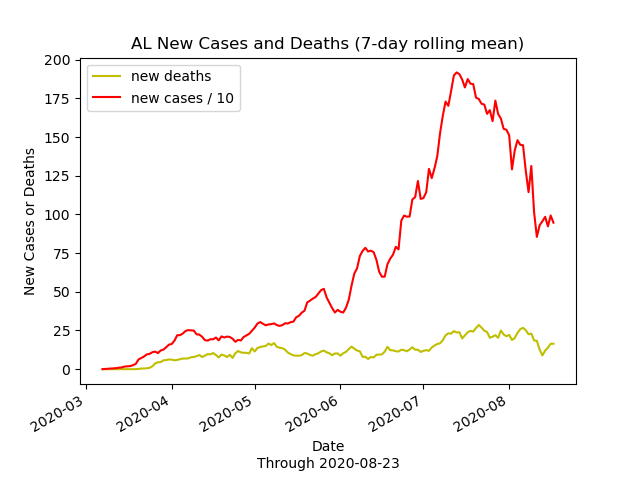 AL New Cases and Deaths (7-day rolling mean)
new deaths
new cases / 10
200
175
150
125
100
75
50
25
0
New Cases or Deaths
2020-03
2020-04
2020-05
2020-06
2020-07
2020-08
Date
Through 2020-08-23